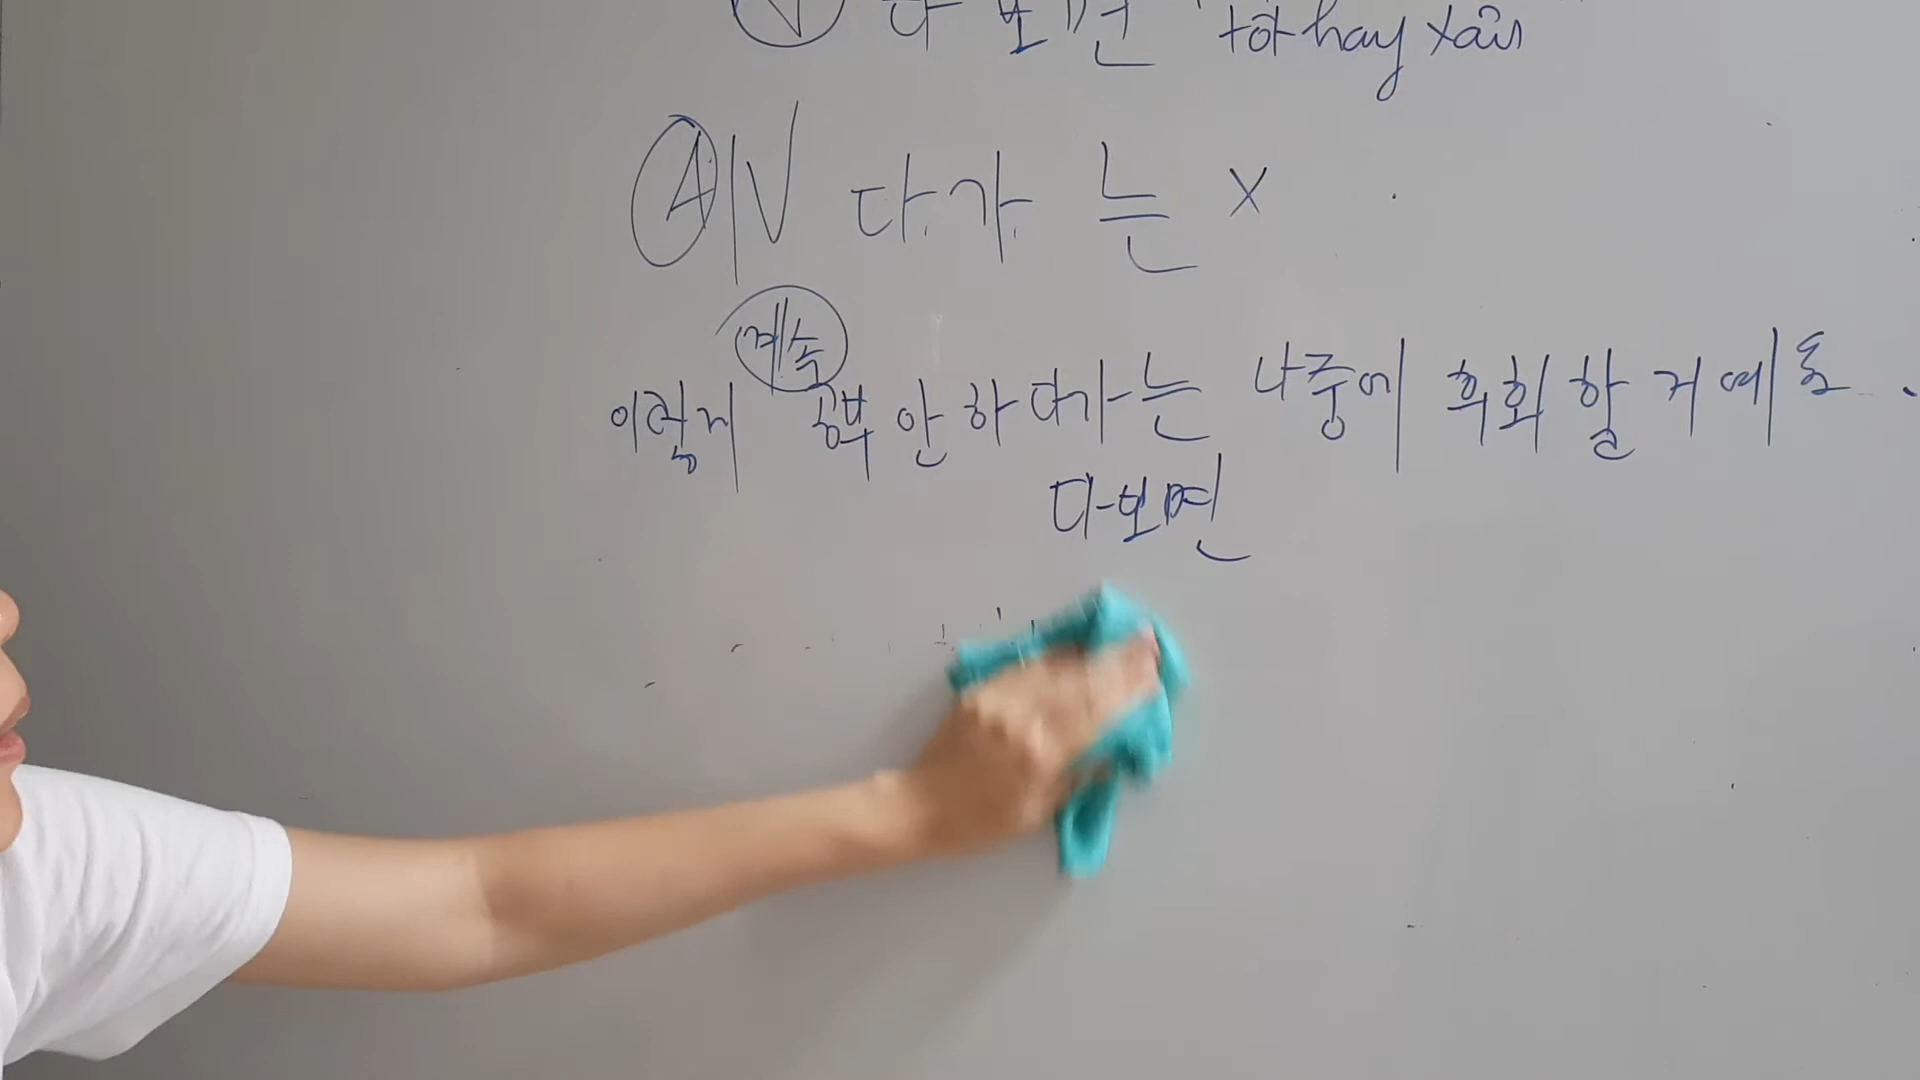 V 다 보면 tốt hay xấu
A/V 다가 는 x
계속
이렇게 공부 안 하다가는 나중에 후회할 거예요.
다보면